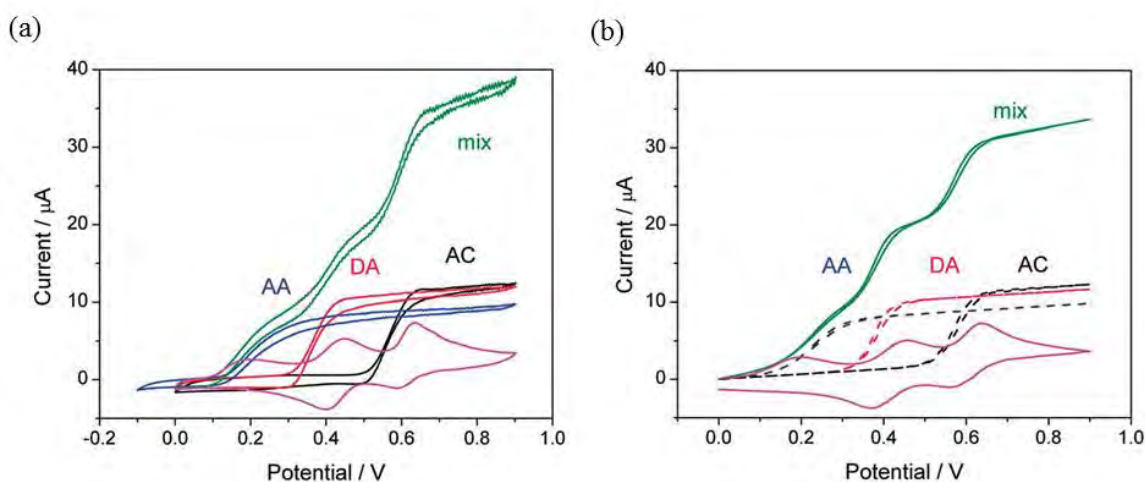 (a)
40
30
20
10
0
Current / μA
mix
AA
DA
AC
-0.2
0.0
0.2
0.4
0.6
0.8
1.0
Potential / V
(b)
40
30
20
10
0
Current / μA
mix
AA
DA
AC
0.0
0.2
0.4
0.6
0.8
1.0
Potential / V